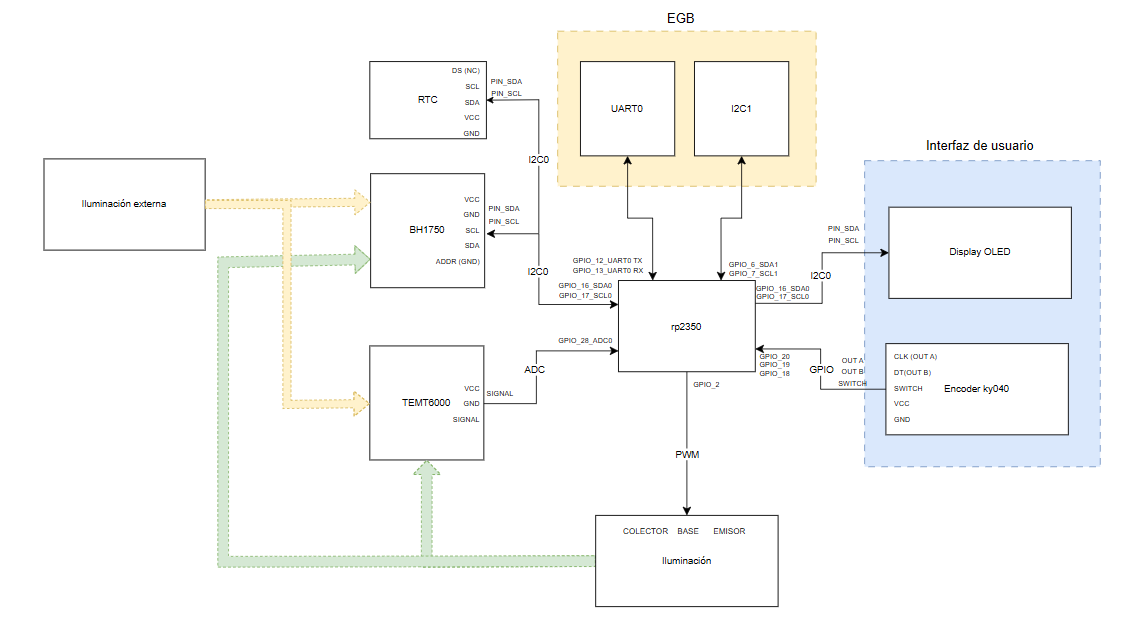 EGB
UART0
I2C1
DS (NC)
SCL
RTC
SDA
VCC
GND
PIN_SDA
PIN_SCL
I2C0
Iluminación externa
VCC
GND
BH1750
SCL
SDA
ADDR (GND)
PIN_SDA
PIN_SCL
I2C0
GPIO_12_UART0 TX
GPIO_13_UART0 RX
GPIO_16_SDA0
GPIO_17_SCL0
GPIO_6_SDA1
GPIO_7_SCL1
GPIO_16_SDA0
GPIO_17_SCL0
rp2350
GPIO_28_ADC0
ADC
VCC
TEMT6000
GND
SIGNAL
SIGNAL
GPIO_20
GPIO_19
GPIO_18
GPIO
GPIO_2
PWM
COLECTOR BASE EMISOR
Iluminación
Interfaz de usuario
PIN_SDA
PIN_SCL
I2C0
Display OLED
OUT A
OUT B
SWITCH
CLK (OUT A)
DT(OUT B)
SWITCH
Encoder ky040
VCC
GND